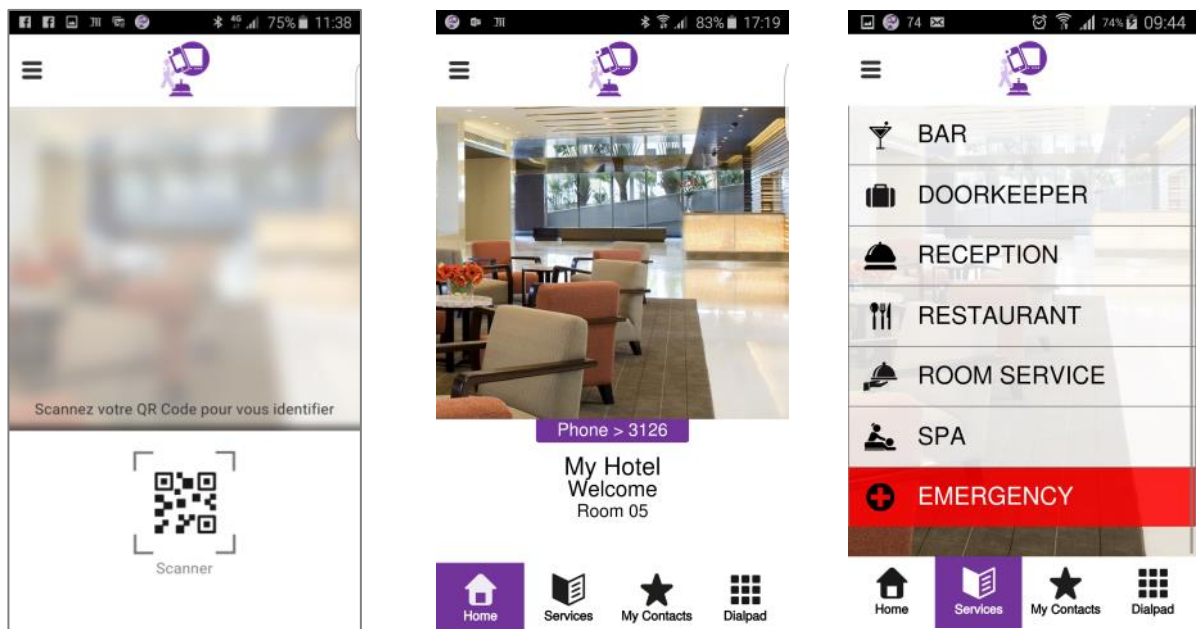 4G 75% 11:38
Scannez votre QR Code pour vous identifier
Scanner
83% 17:19
Phone > 3126
My Hotel
Welcome
Room 05
Home Services My Contacts Dialpad
74 74% 09:44
BAR
DOORKEEPER
RECEPTION
RESTAURANT
ROOM SERVICE
SPA
EMERGENCY
Home Services My Contacts Dialpad